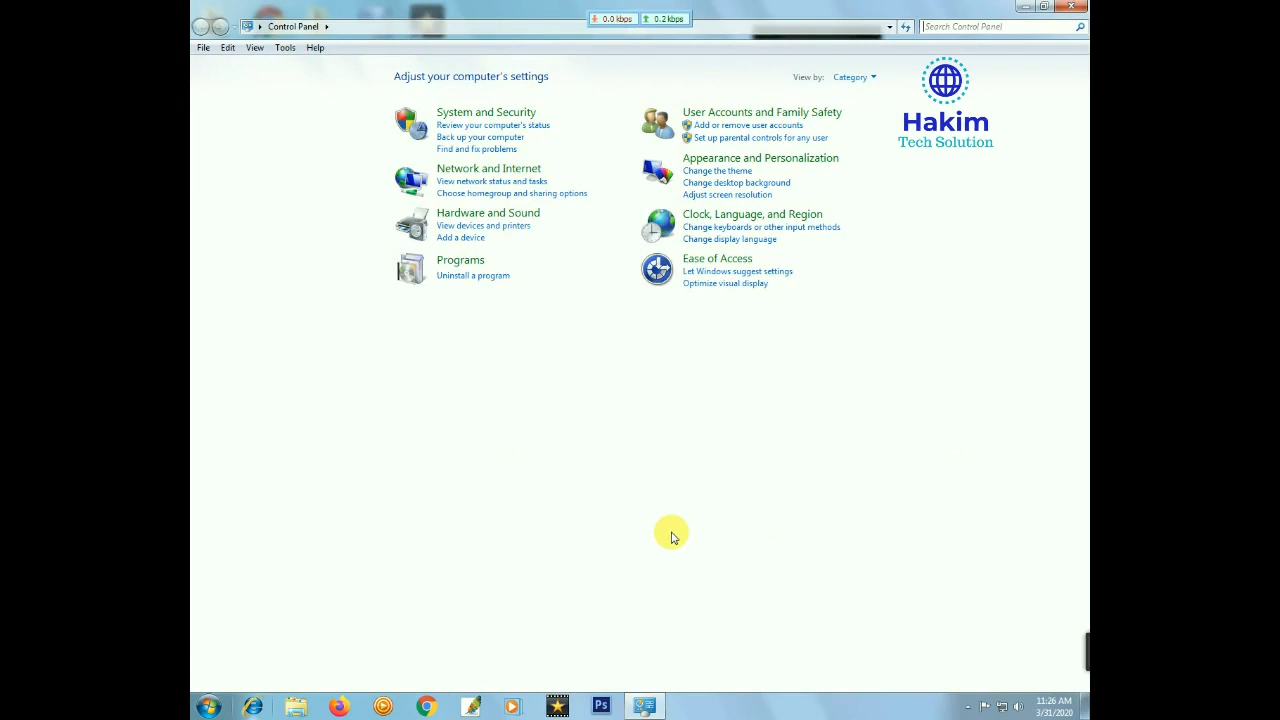 0.0 kbps 0.2 kbps
Control Panel
Search Control Panel
File Edit View Tools Help
Adjust your computer's settings
View by: Category
Hakim
Tech Solution
System and Security
Review your computer's status
Back up your computer
Find and fix problems
Network and Internet
View network status and tasks
Choose homegroup and sharing options
Hardware and Sound
View devices and printers
Add a device
Programs
Uninstall a program
User Accounts and Family Safety
Add or remove user accounts
Set up parental controls for any user
Appearance and Personalization
Change the theme
Change desktop background
Adjust screen resolution
Clock, Language, and Region
Change keyboards or other input methods
Change display language
Ease of Access
Let Windows suggest settings
Optimize visual display
Ps
11:26 AM
3/31/2020